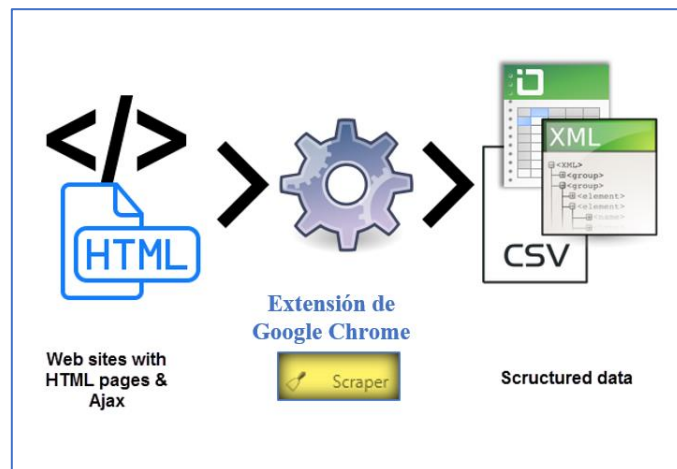 </>
HTML
Extensión de
Google Chrome
Scraper
Web sites with
HTML pages &
Ajax
XML
<XML>
<group>
<group>
<element>
<element>
<name>
CSV
Scructured data